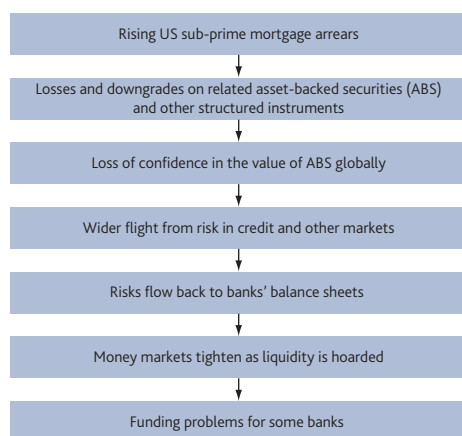 Rising US sub-prime mortgage arrears
Losses and downgrades on related asset-backed securities (ABS)
and other structured instruments
Loss of confidence in the value of ABS globally
Wider flight from risk in credit and other markets
Risks flow back to banks' balance sheets
Money markets tighten as liquidity is hoarded
Funding problems for some banks